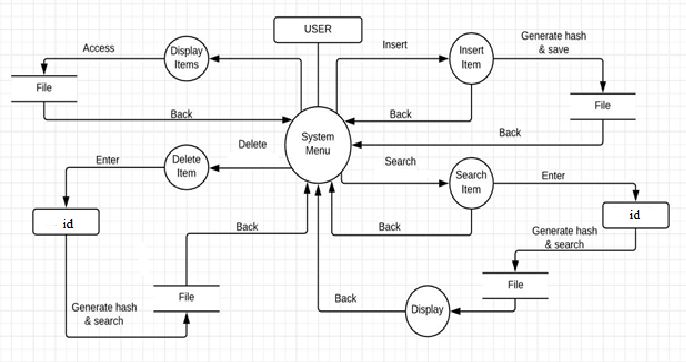 USER
Insert
Generate hash
& save
Access
Display
Items
Insert
Item
File
Back
Back
File
Back
System
Menu
Delete
Search
Enter
Delete
Item
Search
Item
Enter
id
id
Back
Back
Generate hash
& search
File
File
Back
Display
Generate hash
& search